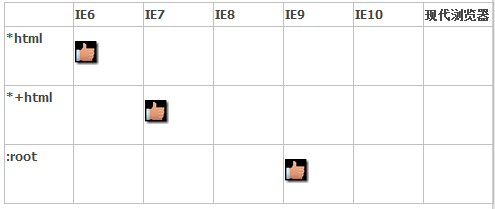 IE6 IE7 IE8 IE9 IE10 现代浏览器
*html
*+html
:root